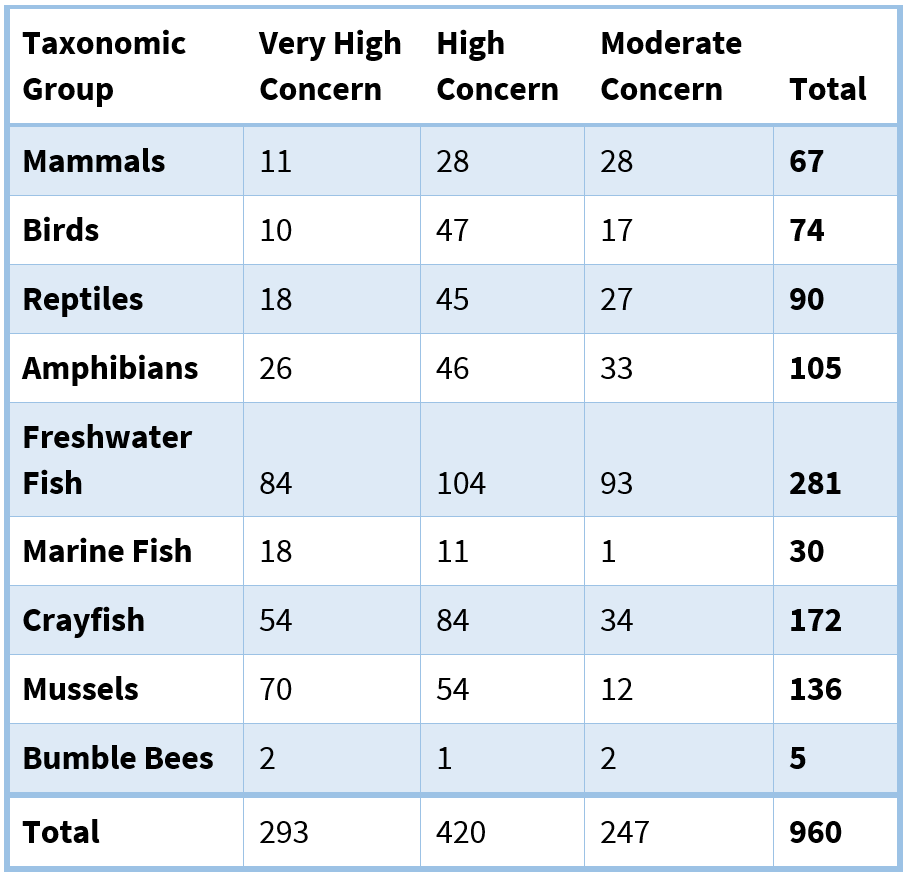 Taxonomic Group Very High Concern High Concern Moderate Concern Total
Mammals 11 28 28 67
Birds 10 47 17 74
Reptiles 18 45 27 90
Amphibians 26 46 33 105
Freshwater Fish 84 104 93 281
Marine Fish 18 11 1 30
Crayfish 54 84 34 172
Mussels 70 54 12 136
Bumble Bees 2 1 2 5
Total 293 420 247 960